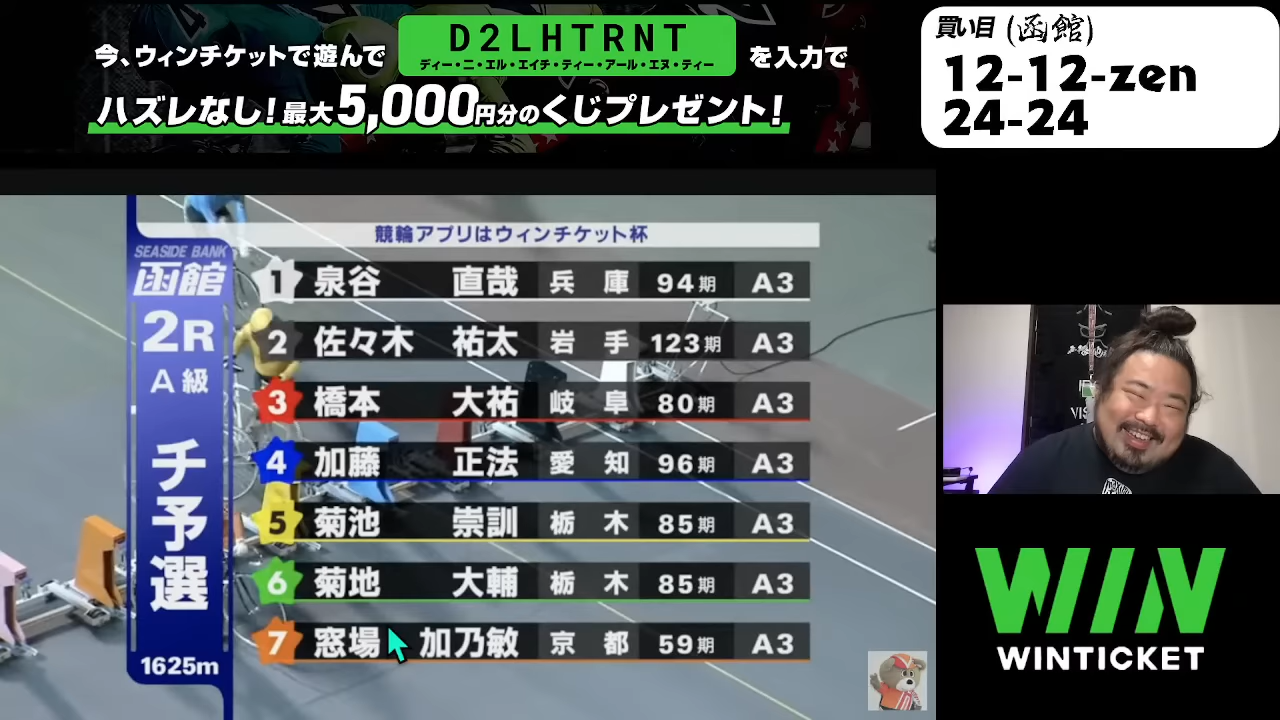 今、ウィンチケットで遊んで
D2LHTRNT
ディー・ニ・エル・エイチ・ティー・アール・エヌ・ティー
を入力で
ハズレなし!最大5,000円分のくじプレゼント!
買い目 (函館)
12-12-zen
24-24
競輪アプリはウィンチケット杯
SEASIDE BANK
函館
2R
A級
チ予選
1625m
1 泉谷 直哉 兵庫 94期 A3
2 佐々木 祐太 岩手 123期 A3
3 橋本 大祐 岐阜 80期 A3
4 加藤 正法 愛知 96期 A3
5 菊池 崇訓 栃木 85期 A3
6 菊地 大輔 栃木 85期 A3
7 窓場 加乃敏 京都 59期 A3
WIN
WINTICKET